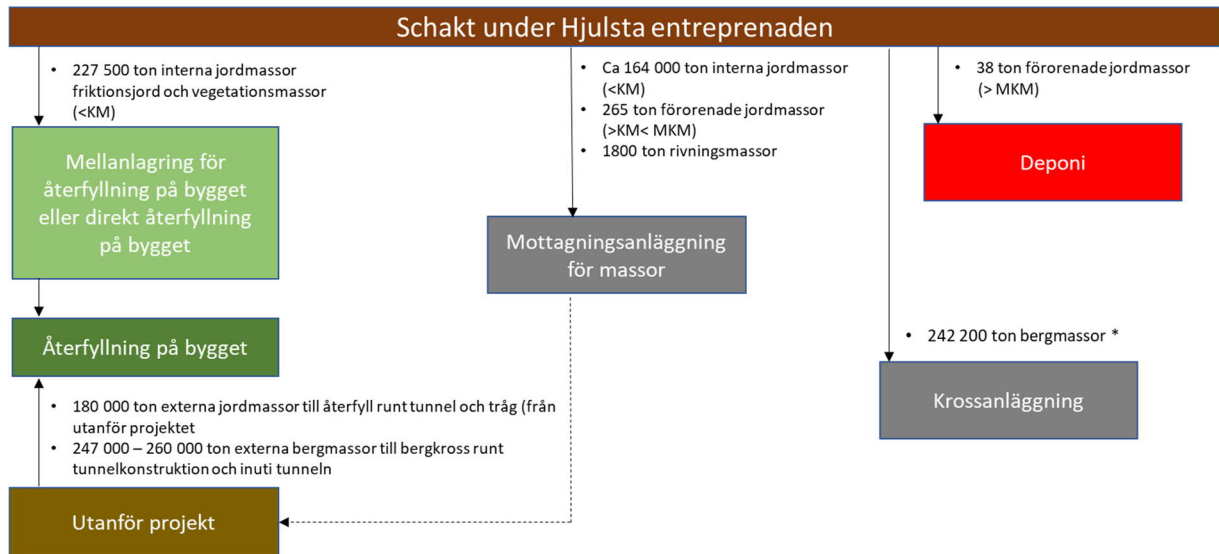 Schakt under Hjulsta entreprenaden
• 227 500 ton interna jordmassor
friktionsjord och vegetationsmassor
(<KM)
Mellanlagring för
återfyllning på bygget
eller direkt återfyllning
på bygget
Återfyllning på bygget
• 180 000 ton externa jordmassor till återfyll runt tunnel och tråg (från
utanför projektet
• 247 000 – 260 000 ton externa bergmassor till bergkross runt
tunnelkonstruktion och inuti tunneln
Utanför projekt
• Ca 164 000 ton interna jordmassor
(<KM)
• 265 ton förorenade jordmassor
(>KM< MKM)
• 1800 ton rivningsmassor
Mottagningsanläggning
för massor
• 38 ton förorenade jordmassor
(> MKM)
Deponi
• 242 200 ton bergmassor *
Krossanläggning